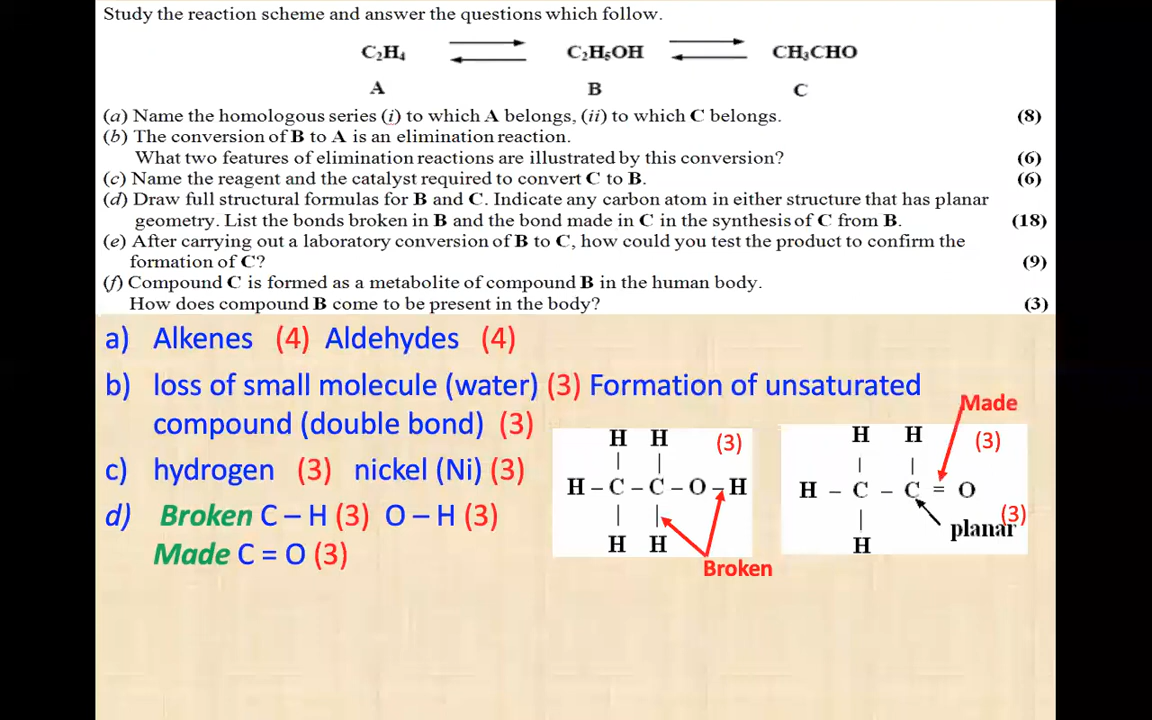 Study the reaction scheme and answer the questions which follow.
C₂H₄ C₂H₅OH CH₃CHO
A B C
(a) Name the homologous series (i) to which A belongs, (ii) to which C belongs. (8)
(b) The conversion of B to A is an elimination reaction.
What two features of elimination reactions are illustrated by this conversion? (6)
(c) Name the reagent and the catalyst required to convert C to B. (6)
(d) Draw full structural formulas for B and C. Indicate any carbon atom in either structure that has planar
geometry. List the bonds broken in B and the bond made in C in the synthesis of C from B. (18)
(e) After carrying out a laboratory conversion of B to C, how could you test the product to confirm the
formation of C? (9)
(f) Compound C is formed as a metabolite of compound B in the human body.
How does compound B come to be present in the body? (3)
a) Alkenes (4) Aldehydes (4)
b) loss of small molecule (water) (3) Formation of unsaturated
compound (double bond) (3)
c) hydrogen (3) nickel (Ni) (3)
d) Broken C – H (3) O – H (3)
Made C = O (3)
H H (3)
H – C – C – O – H
H H
Broken
Made
H H (3)
H – C – C = O
planar (3)
H